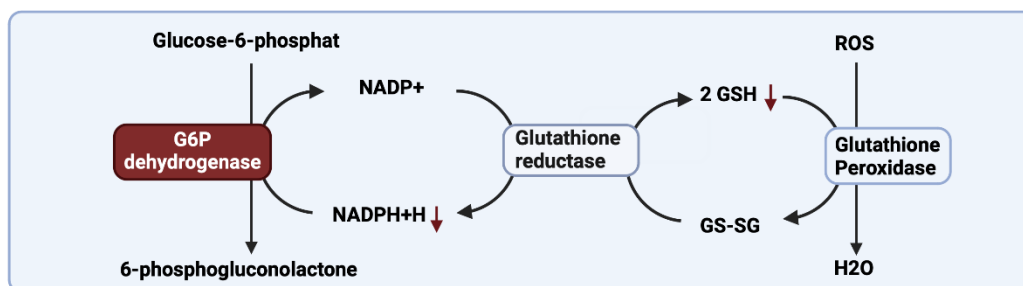 Glucose-6-phosphat
ROS
NADP+
2 GSH
G6P
dehydrogenase
Glutathione
reductase
Glutathione
Peroxidase
NADPH+H
GS-SG
6-phosphogluconolactone
H2O